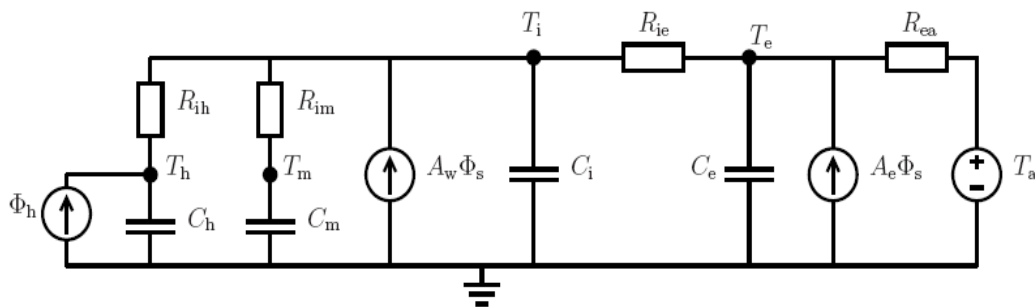 T_i
T_e
R_ie
R_ea
R_ih
R_im
T_h
T_m
Φ_h
C_h
C_m
A_wΦ_s
C_i
C_e
A_eΦ_s
+
−
T_a